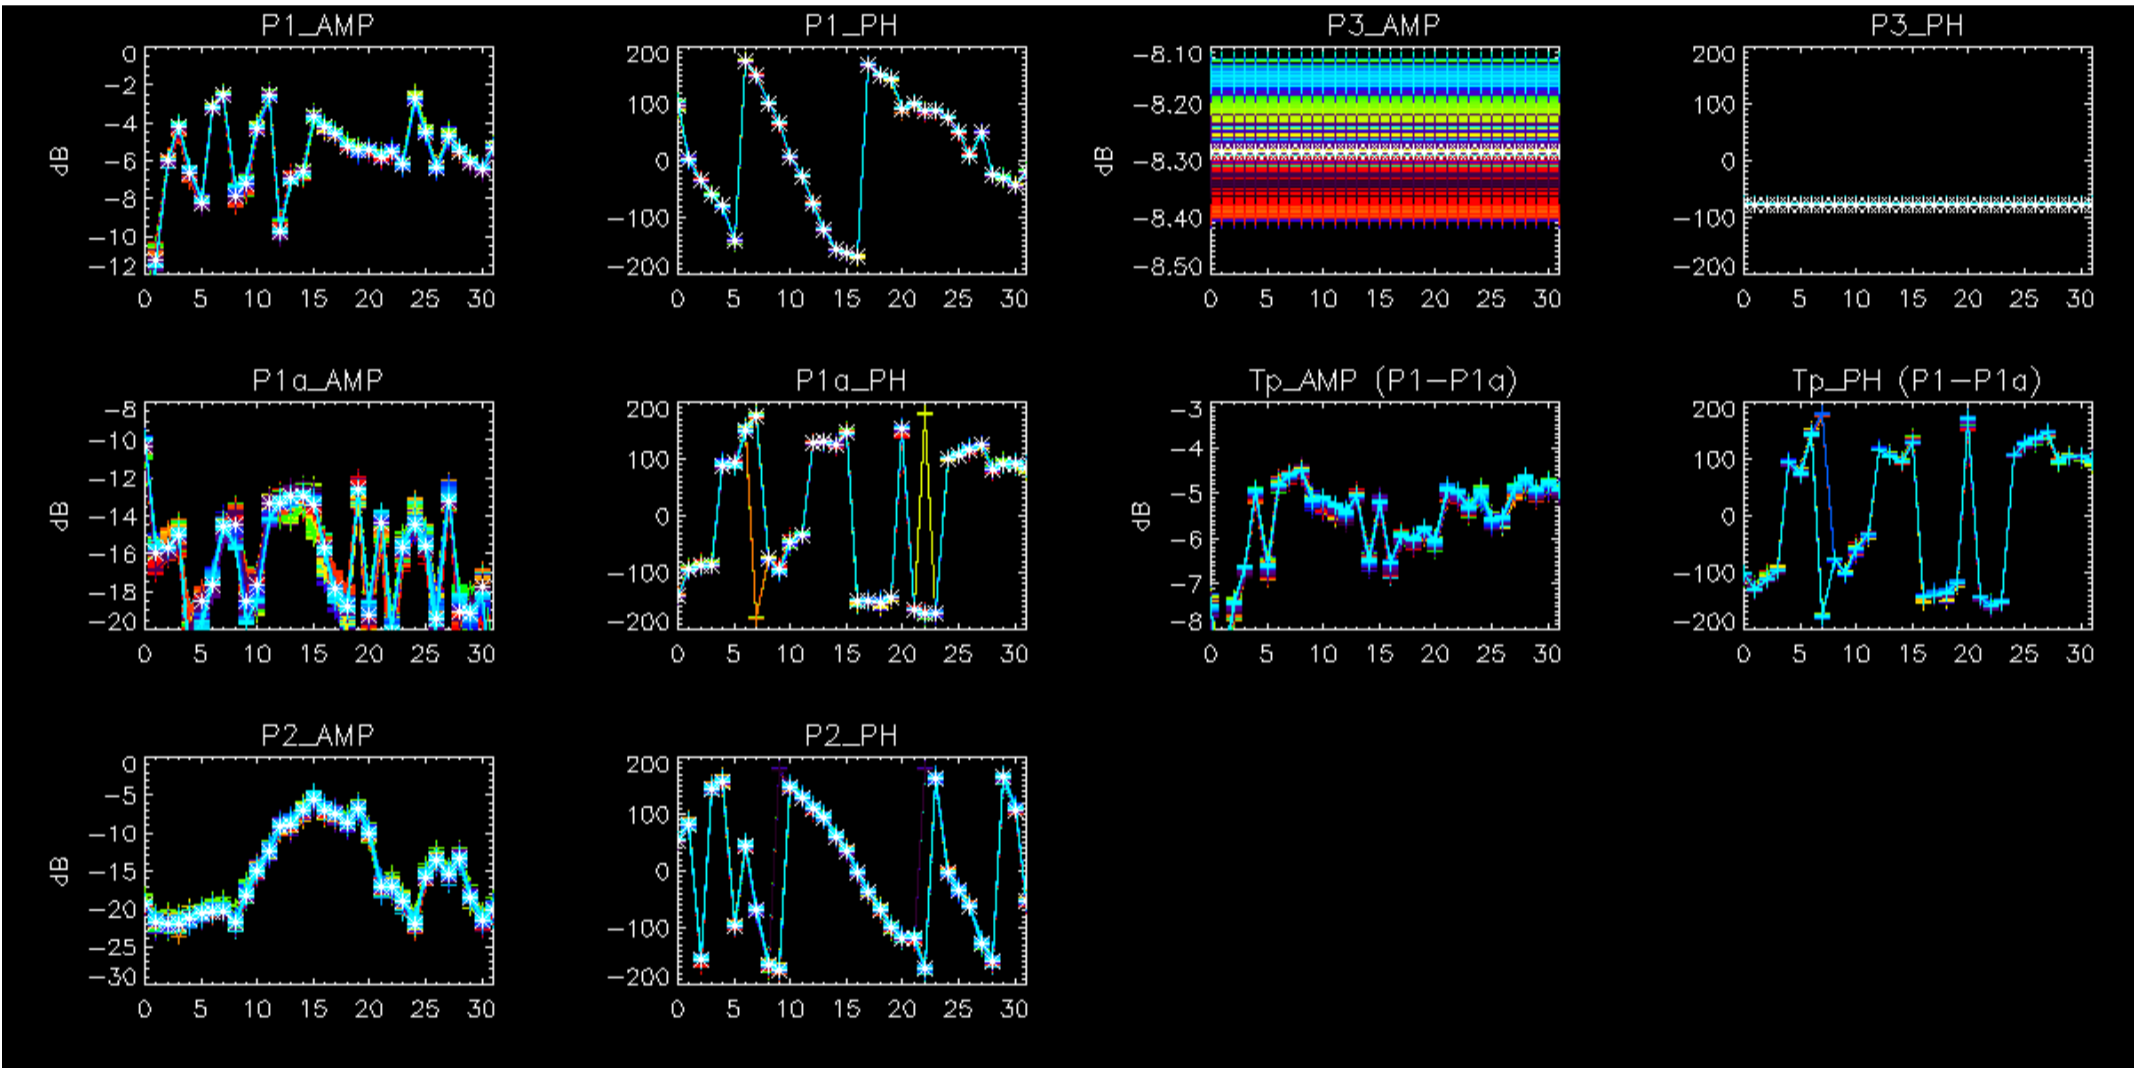 P1_AMP
P1_PH
P3_AMP
P3_PH
dB
0
−2
−4
−6
−8
−10
−12
0 5 10 15 20 25 30
200
100
0
−100
−200
0 5 10 15 20 25 30
dB
−8.10
−8.20
−8.30
−8.40
−8.50
0 5 10 15 20 25 30
200
100
0
−100
−200
0 5 10 15 20 25 30
P1a_AMP
P1a_PH
Tp_AMP (P1−P1a)
Tp_PH (P1−P1a)
dB
−8
−10
−12
−14
−16
−18
−20
0 5 10 15 20 25 30
200
100
0
−100
−200
0 5 10 15 20 25 30
dB
−3
−4
−5
−6
−7
−8
0 5 10 15 20 25 30
200
100
0
−100
−200
0 5 10 15 20 25 30
P2_AMP
P2_PH
dB
0
−5
−10
−15
−20
−25
−30
0 5 10 15 20 25 30
200
100
0
−100
−200
0 5 10 15 20 25 30